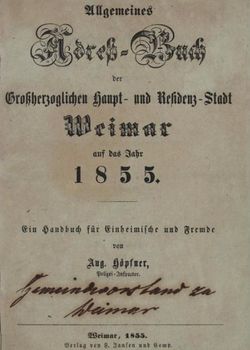 Allgemeines
Adreß-Buch
der
Großherzoglichen Haupt- und Residenz-Stadt
Weimar
auf das Jahr
1855.
Ein Handbuch für Einheimische und Fremde
von
Aug. Höpfner,
Polizei-Inspector.
Gemeindevorstand zu
Weimar
Weimar, 1855.
Verlag von F. Jansen und Comp.